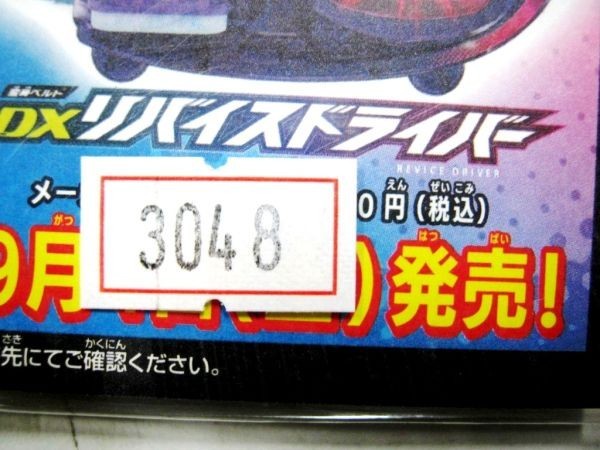 変身ベルト
DXリバイスドライバー
REVICE DRIVER
メー
0円(税込)
えん ぜいこみ
3048
9月
がつ
)発売!
はつ ばい
さき かくにん
先にてご確認ください。